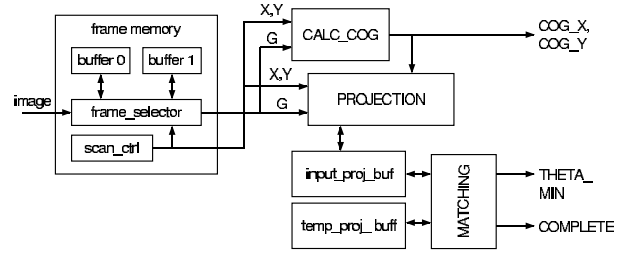 frame memory
buffer 0
buffer 1
image
frame_selector
scan_ctrl
X,Y
G
CALC_COG
COG_X,
COG_Y
X,Y
G
PROJECTION
input_proj_buf
temp_proj_buff
MATCHING
THETA_
MIN
COMPLETE